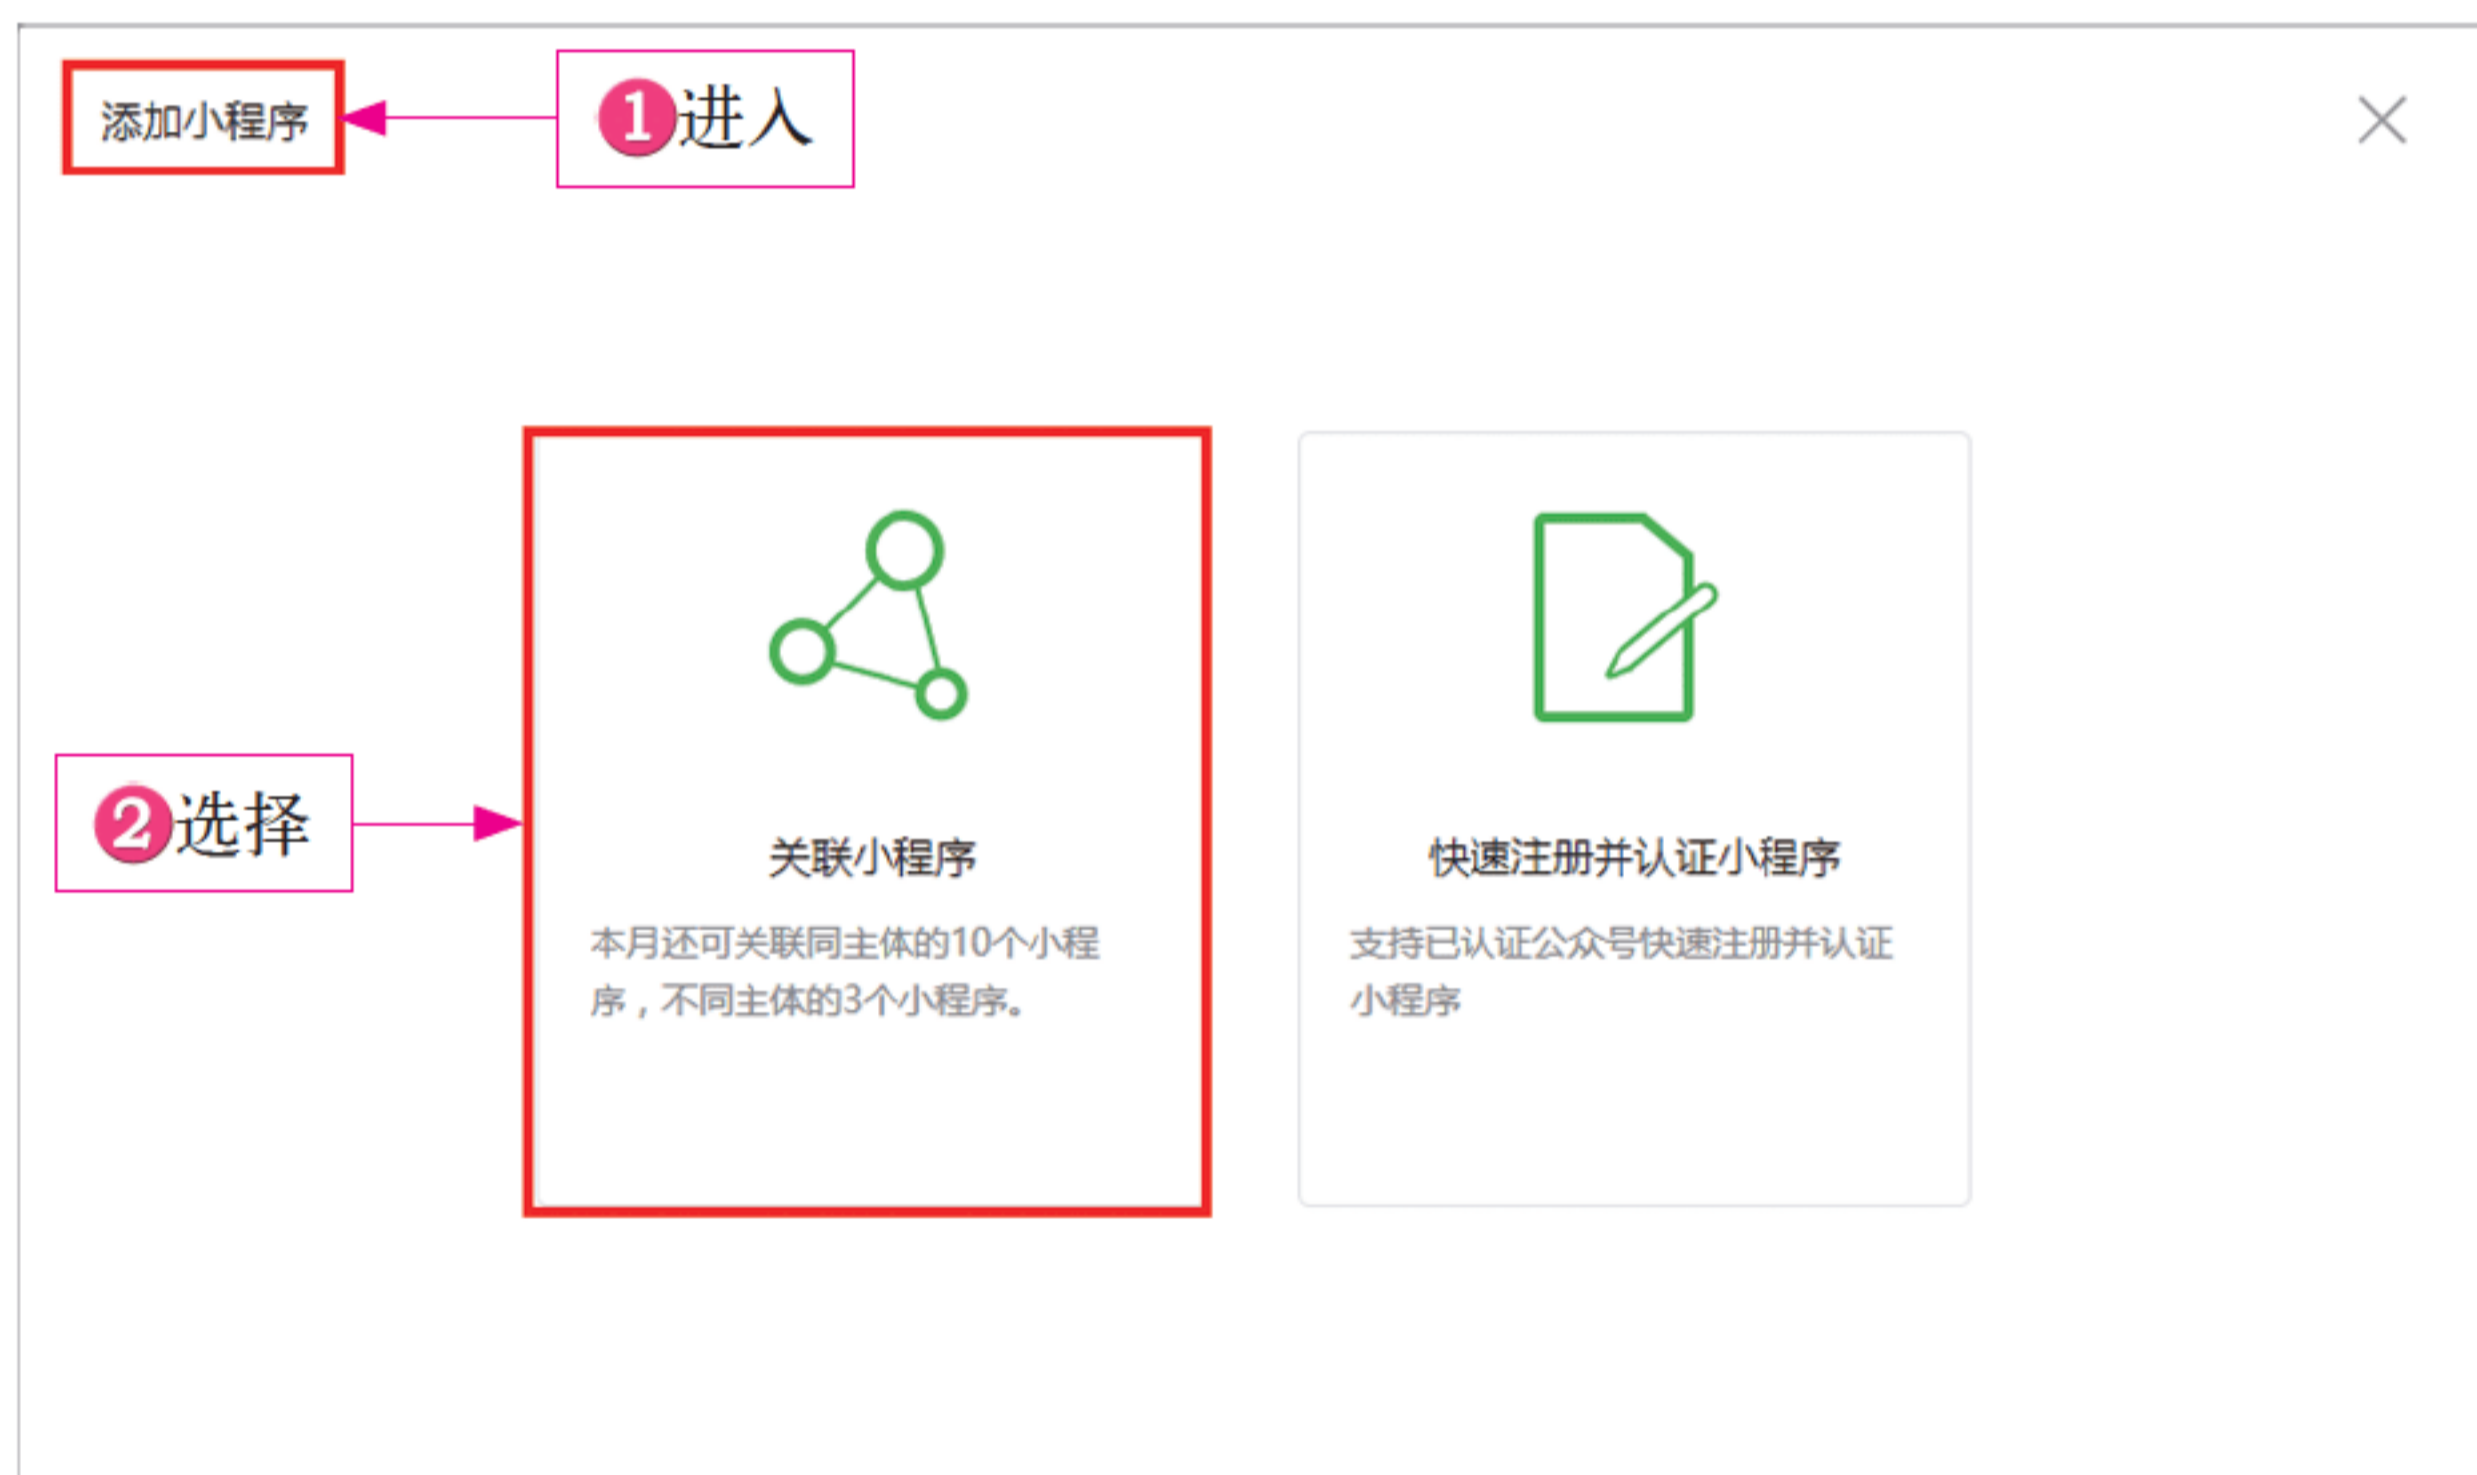 添加小程序
❶进入
❷选择
关联小程序
本月还可关联同主体的10个小程
序，不同主体的3个小程序。
快速注册并认证小程序
支持已认证公众号快速注册并认证
小程序